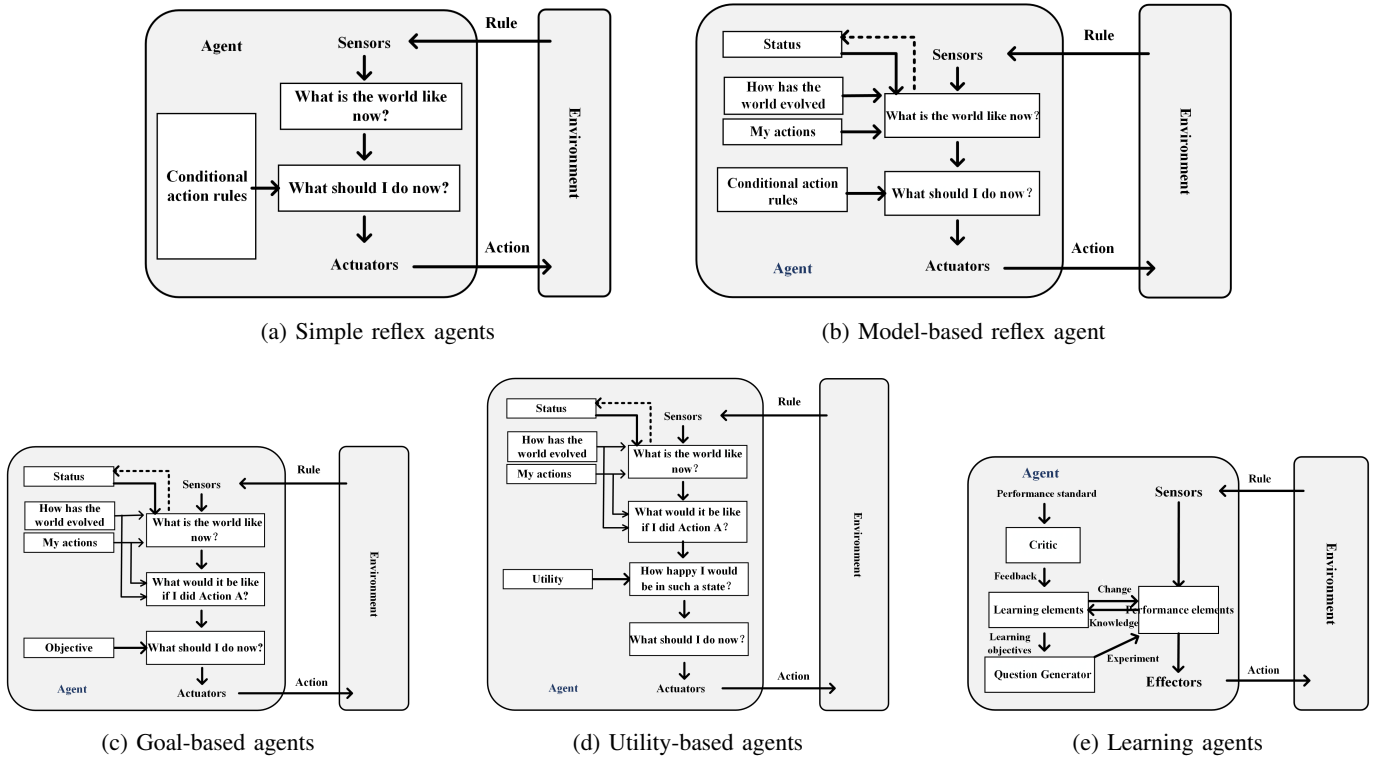 Rule
Agent
Sensors
What is the world like
now?
Conditional
action rules
What should I do now?
Environment
Action
Actuators
(a) Simple reflex agents
Rule
Status
Sensors
How has the
world evolved
What is the world like now?
My actions
Conditional action
rules
What should I do now?
Environment
Action
Agent
Actuators
(b) Model-based reflex agent
Rule
Status
Sensors
How has the
world evolved
What is the world like
now?
My actions
What would it be like
if I did Action A?
Objective
What should I do now?
Environment
Action
Agent
Actuators
(c) Goal-based agents
Rule
Status
Sensors
How has the
world evolved
What is the world like
now?
My actions
What would it be like
if I did Action A?
Utility
How happy I would
be in such a state?
What should I do now?
Environment
Action
Agent
Actuators
(d) Utility-based agents
Agent
Rule
Performance standard
Sensors
Critic
Feedback
Change
Learning elements
Performance elements
Knowledge
Learning
objectives
Experiment
Question Generator
Effectors
Environment
Action
(e) Learning agents